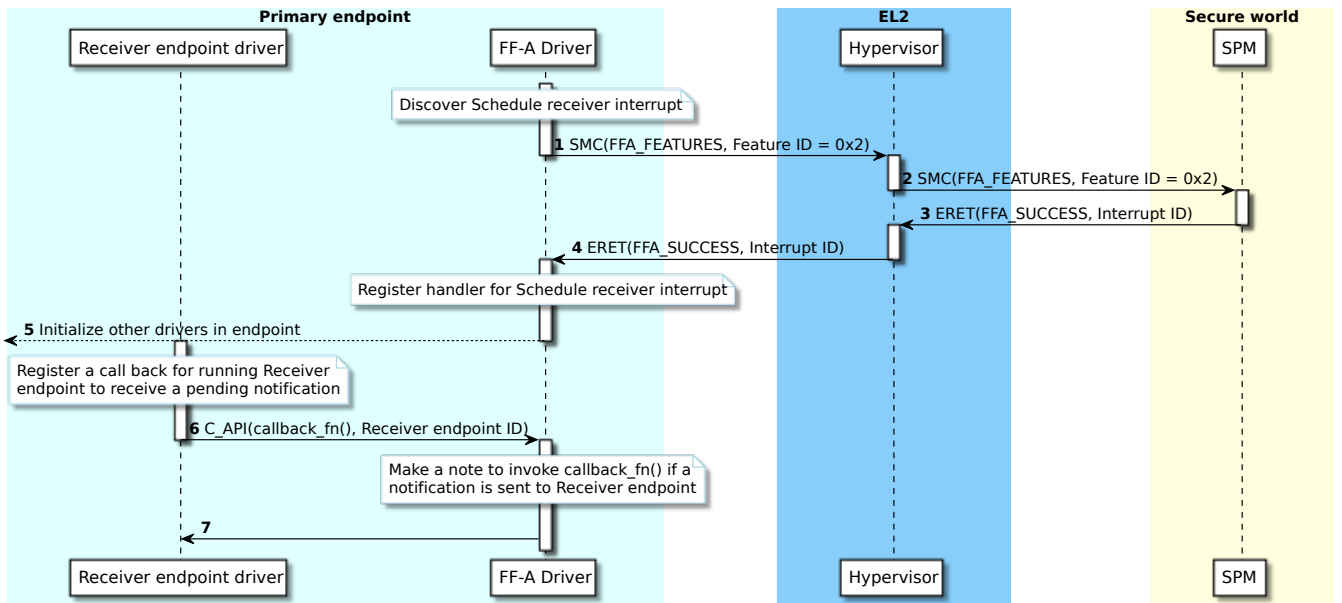 Primary endpoint
EL2
Secure world
Receiver endpoint driver
FF-A Driver
Hypervisor
SPM
Discover Schedule receiver interrupt
1 SMC(FFA_FEATURES, Feature ID = 0x2)
2 SMC(FFA_FEATURES, Feature ID = 0x2)
3 ERET(FFA_SUCCESS, Interrupt ID)
4 ERET(FFA_SUCCESS, Interrupt ID)
Register handler for Schedule receiver interrupt
5 Initialize other drivers in endpoint
Register a call back for running Receiver
endpoint to receive a pending notification
6 C_API(callback_fn(), Receiver endpoint ID)
Make a note to invoke callback_fn() if a
notification is sent to Receiver endpoint
7
Receiver endpoint driver
FF-A Driver
Hypervisor
SPM